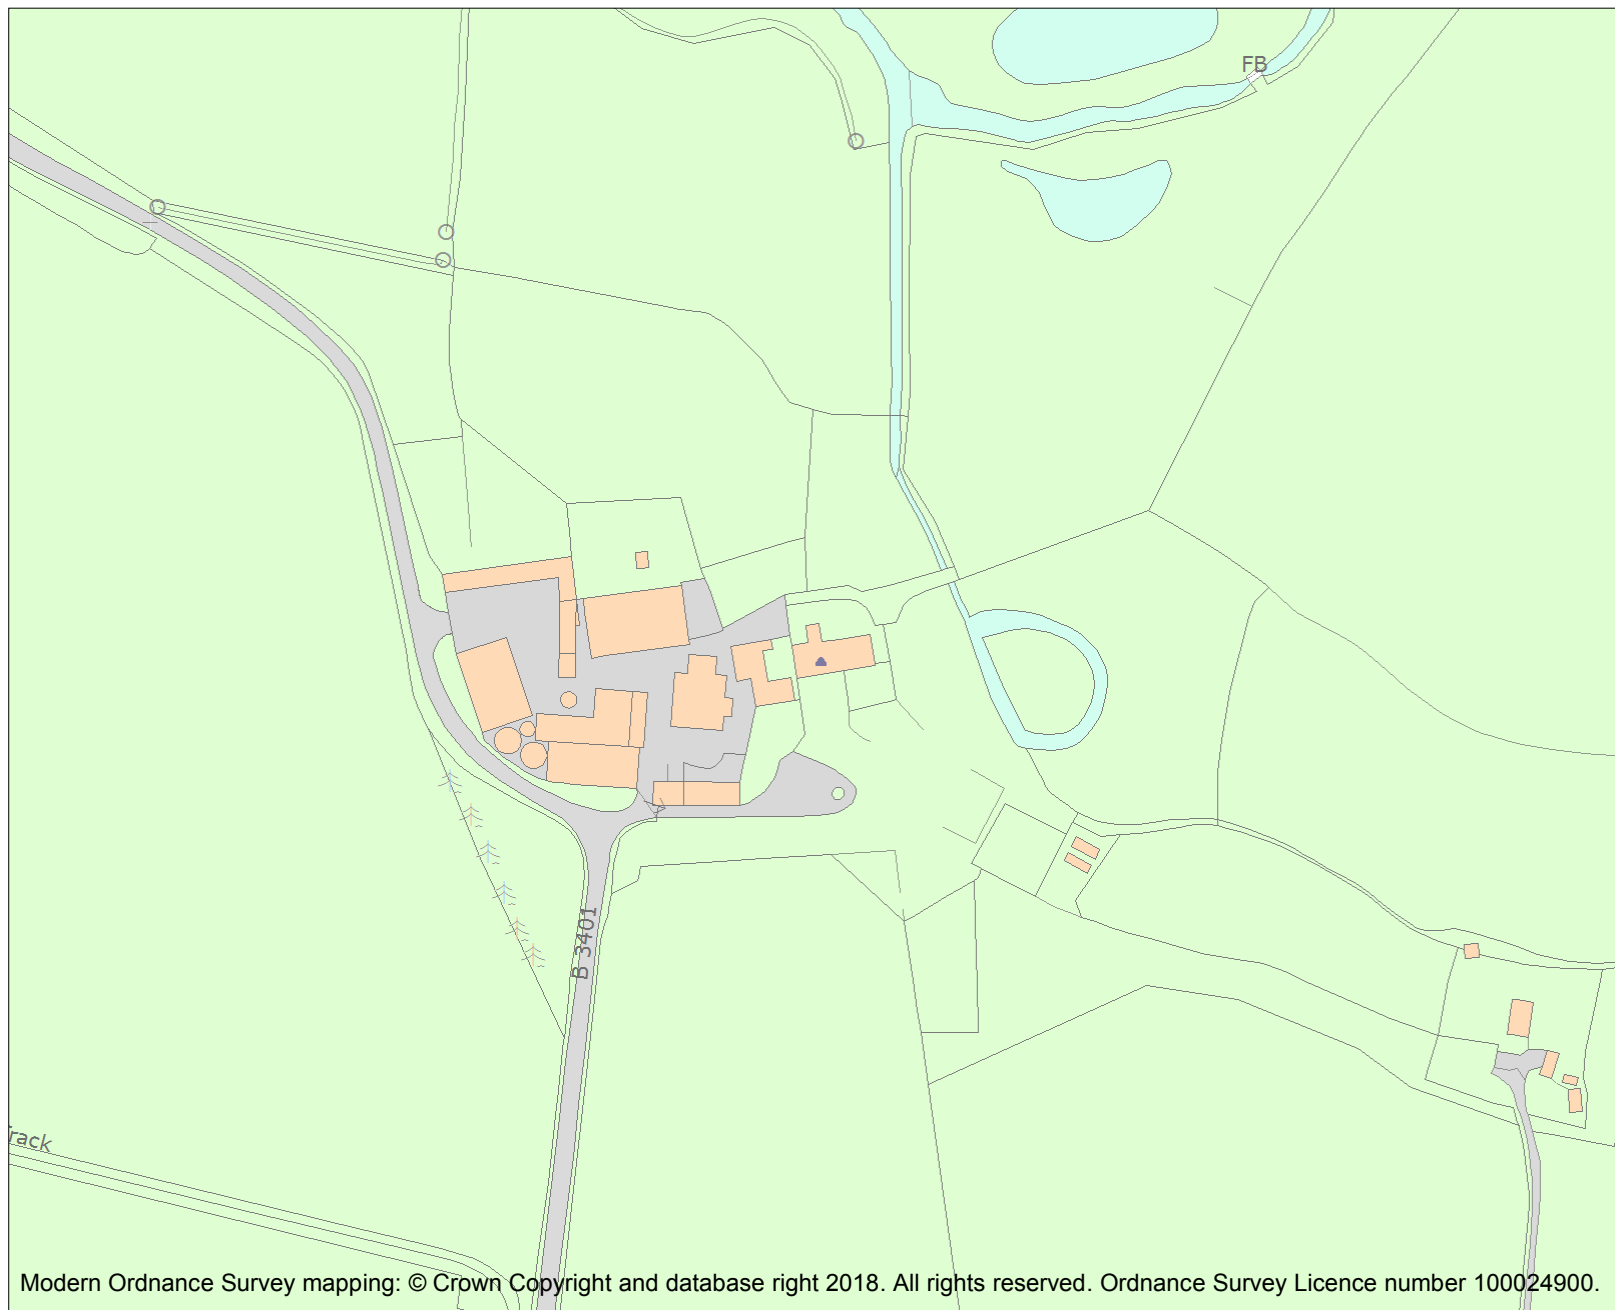 FB
B 3401
rack
Modern Ordnance Survey mapping: © Crown Copyright and database right 2018. All rights reserved. Ordnance Survey Licence number 100024900.